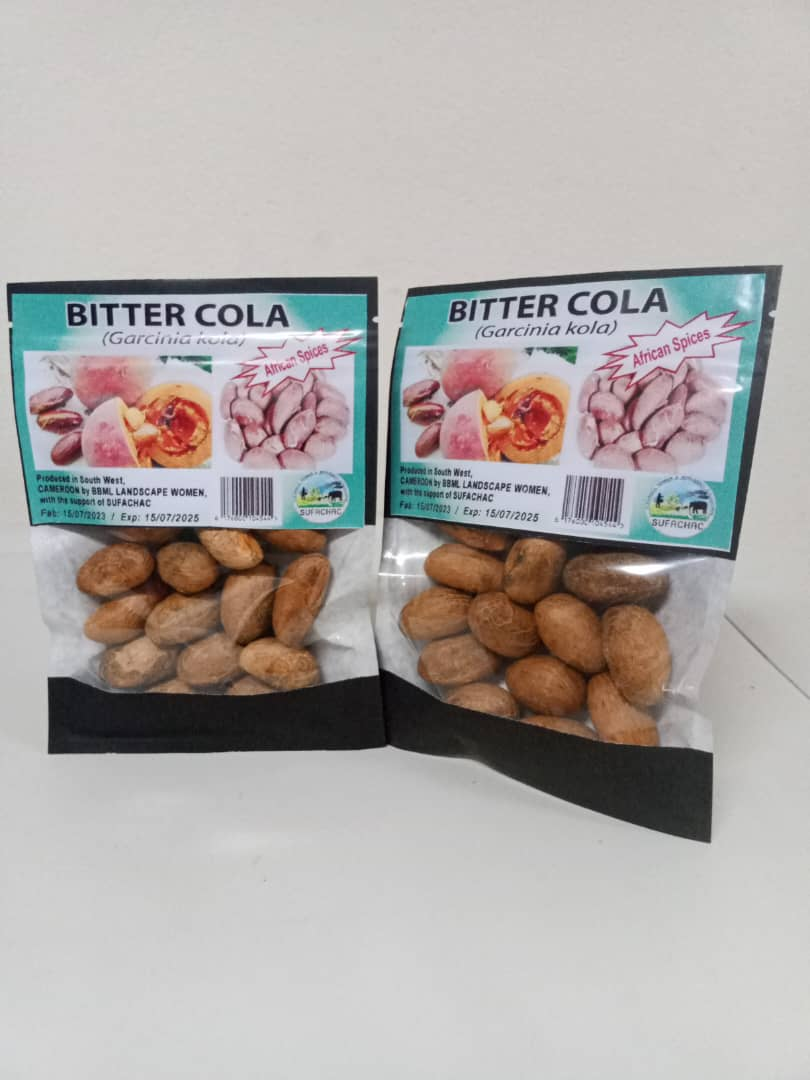 BITTER COLA
(Garcinia kola)
African Spices
Produced in South West,
CAMEROON by BBML LANDSCAPE WOMEN,
with the support of SUFACHAC
Fab: 15/07/2023 / Exp: 15/07/2025
SUFACHAC
BITTER COLA
(Garcinia kola)
African Spices
Produced in South West,
CAMEROON by BBML LANDSCAPE WOMEN,
with the support of SUFACHAC
Fab: 15/07/2023 / Exp: 15/07/2025
SUFACHAC